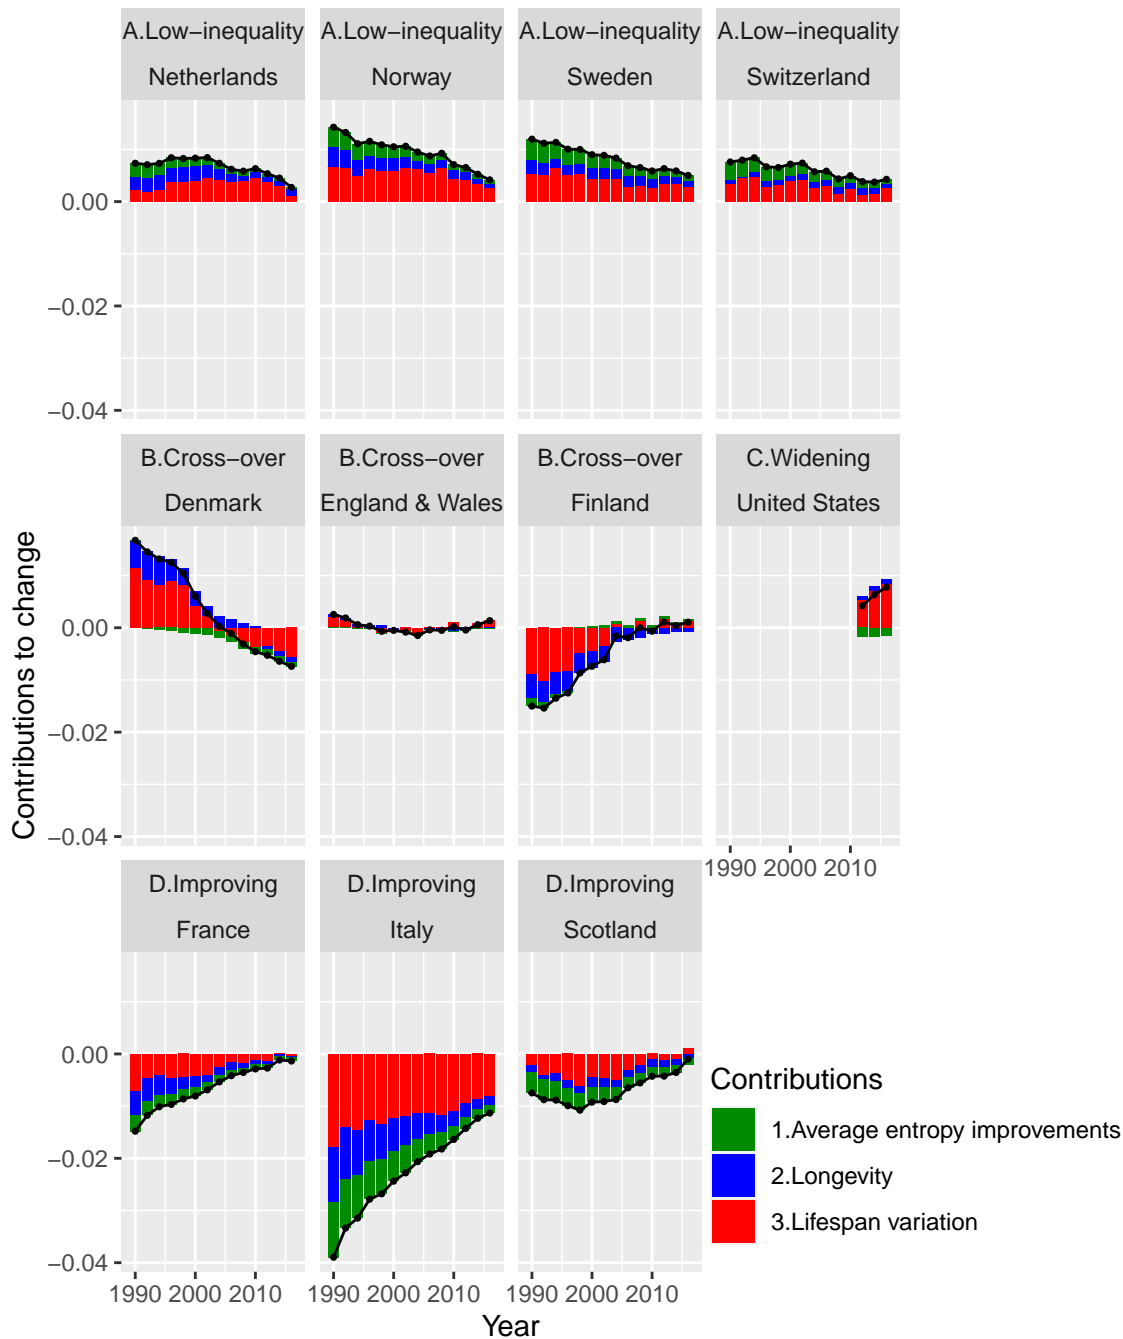 A.Low−inequality A.Low−inequality A.Low−inequality A.Low−inequality
Netherlands Norway Sweden Switzerland
0.00
−0.02
−0.04
B.Cross−over B.Cross−over B.Cross−over C.Widening
Denmark England & Wales Finland United States
0.00
−0.02
−0.04
1990 2000 2010
Contributions to change
D.Improving D.Improving D.Improving
France Italy Scotland
0.00
−0.02
−0.04
1990 2000 2010 1990 2000 2010 1990 2000 2010
Year
Contributions
1.Average entropy improvements
2.Longevity
3.Lifespan variation